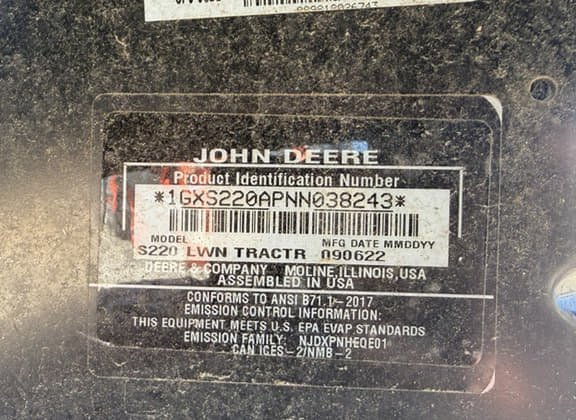 009818036743
JOHN DEERE
Product Identification Number
*1GXS220APNN038243*
MODEL MFG DATE MMDDYY
S220 LWN TRACTR 090622
DEERE & COMPANY MOLINE, ILLINOIS, USA
ASSEMBLED IN USA
CONFORMS TO ANSI B71.1-2017
EMISSION CONTROL INFORMATION:
THIS EQUIPMENT MEETS U.S. EPA EVAP STANDARDS
EMISSION FAMILY: NJDXPNHEQE01
CAN ICES-2/NMB-2